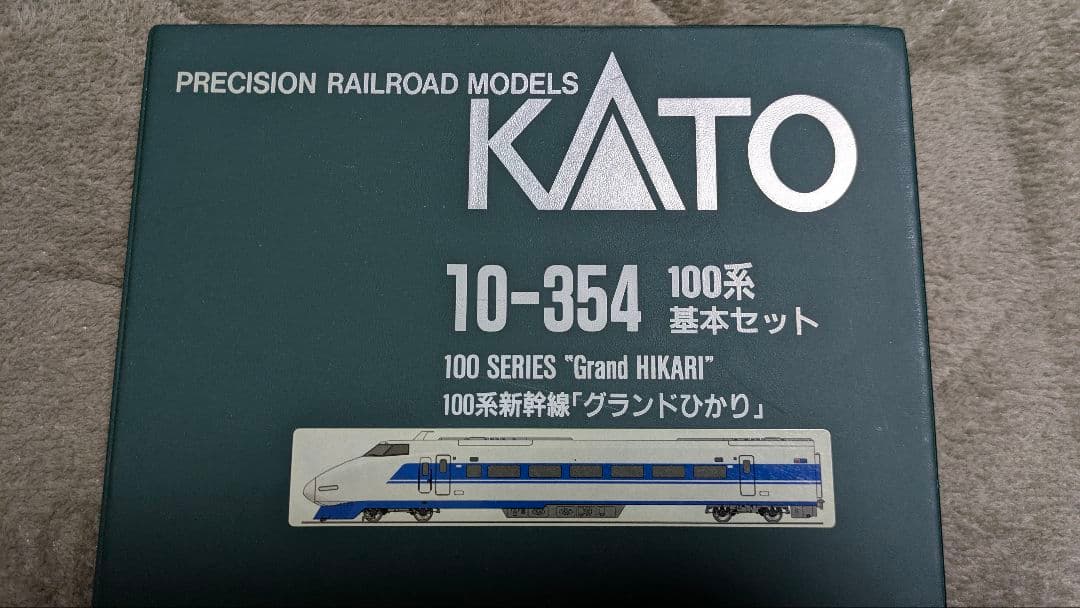 PRECISION RAILROAD MODELS
KATO
10-354 100系
基本セット
100 SERIES "Grand HIKARI"
100系新幹線「グランドひかり」